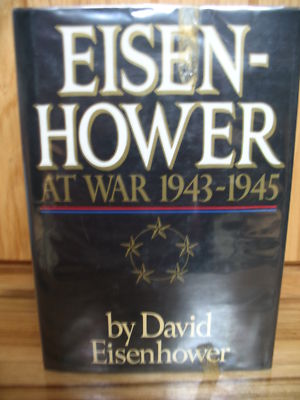 EISEN-
HOWER
AT WAR 1943-1945
by David
Eisenhower